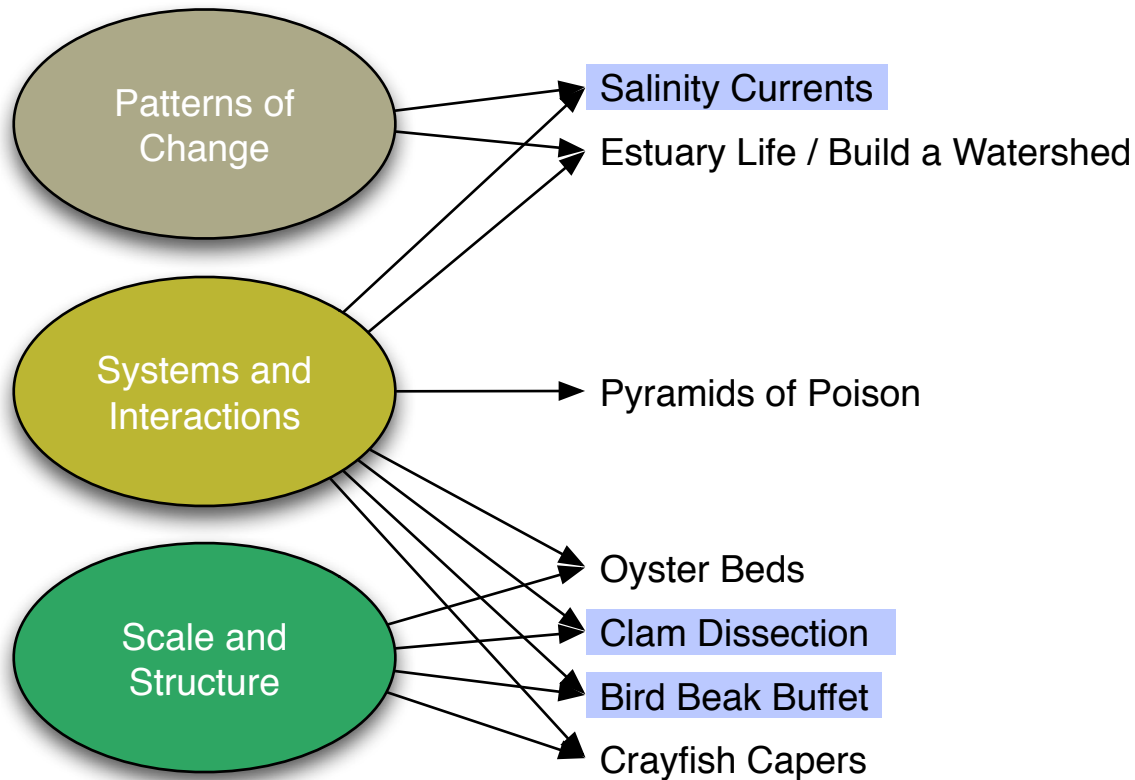 Patterns of
Change
Systems and
Interactions
Scale and
Structure
Salinity Currents
Estuary Life / Build a Watershed
Pyramids of Poison
Oyster Beds
Clam Dissection
Bird Beak Buffet
Crayfish Capers